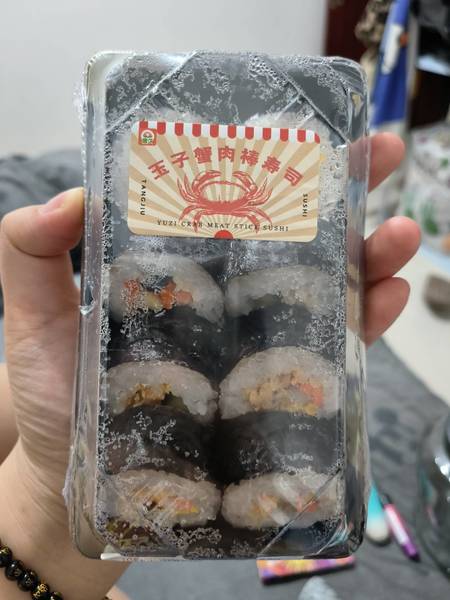 玉子蟹肉棒寿司
TANGJIU
SUSHI
YUZI CRAB MEAT STICK SUSHI